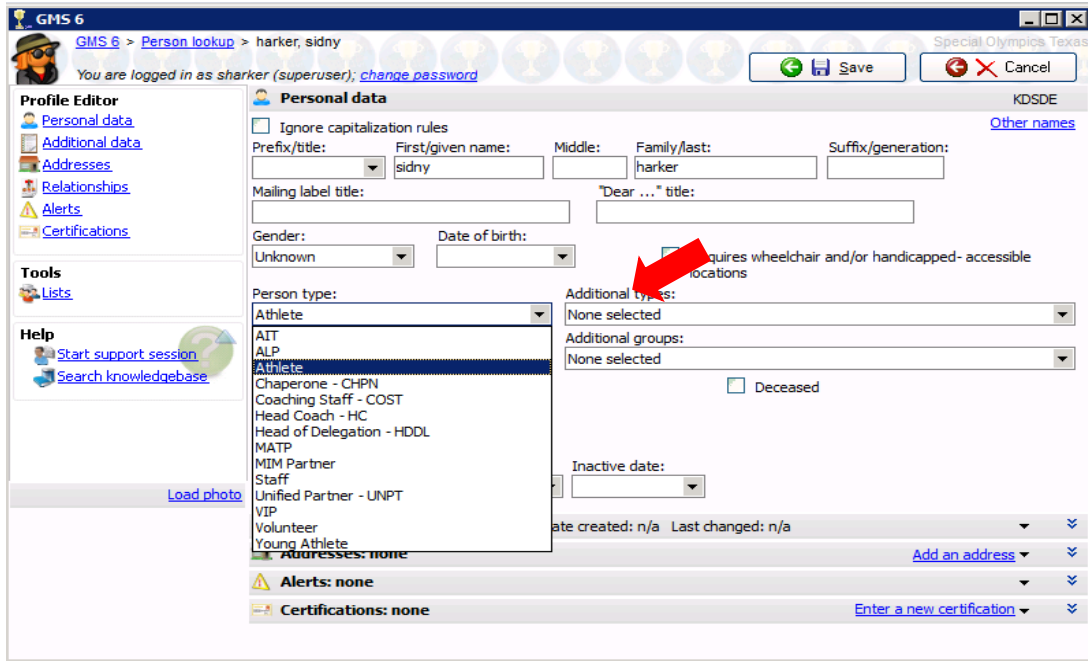 GMS 6
GMS 6 > Person lookup > harker, sidny
Special Olympics Texas
You are logged in as sharker (superuser); change password
Save
Cancel
Profile Editor
Personal data
Additional data
Addresses
Relationships
Alerts
Certifications
Tools
Lists
Help
Start support session
Search knowledgebase
Load photo
Personal data
KDSDE
Ignore capitalization rules
Other names
Prefix/title: First/given name: Middle: Family/last: Suffix/generation:
sidny harker
Mailing label title: "Dear ..." title:
Gender: Date of birth:
Unknown
wheelchair and/or handicapped- accessible
Person type: Additional types:
Athlete None selected
Additional groups:
None selected
AIT
ALP
Athlete
Chaperone - CHPN
Coaching Staff - COST
Head Coach - HC
Head of Delegation - HDDL
MATP
MIM Partner
Staff
Unified Partner - UNPT
VIP
Volunteer
Young Athlete
Deceased
Inactive date:
created: n/a Last changed: n/a
Addresses: none Add an address
Alerts: none
Certifications: none Enter a new certification